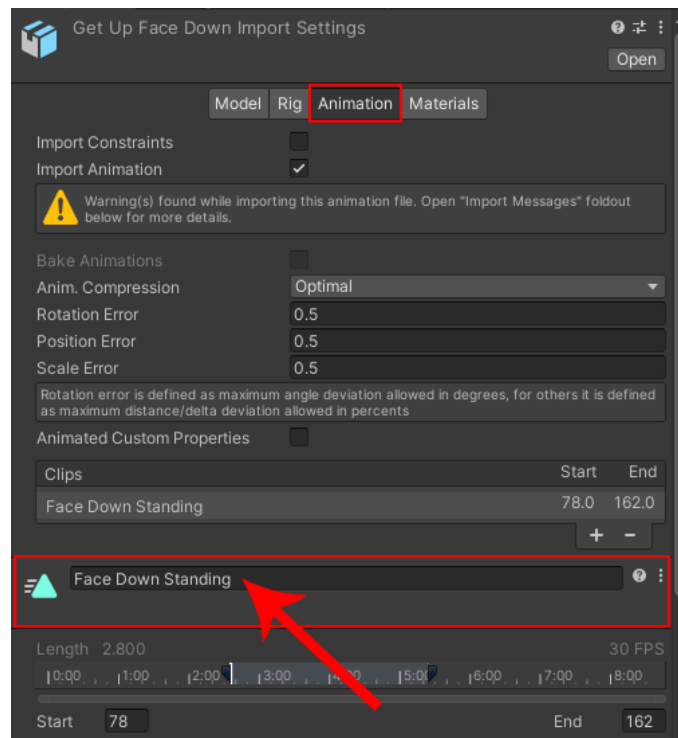 Get Up Face Down Import Settings
Open
Model Rig Animation Materials
Import Constraints
Import Animation
Warning(s) found while importing this animation file. Open "Import Messages" foldout
below for more details.
Bake Animations
Anim. Compression Optimal
Rotation Error 0.5
Position Error 0.5
Scale Error 0.5
Rotation error is defined as maximum angle deviation allowed in degrees, for others it is defined
as maximum distance/delta deviation allowed in percents
Animated Custom Properties
Clips Start End
Face Down Standing 78.0 162.0
+ -
Face Down Standing
Length 2.800 30 FPS
0:00 1:00 2:00 3:00 4:00 5:00 6:00 7:00 8:00
Start 78 End 162